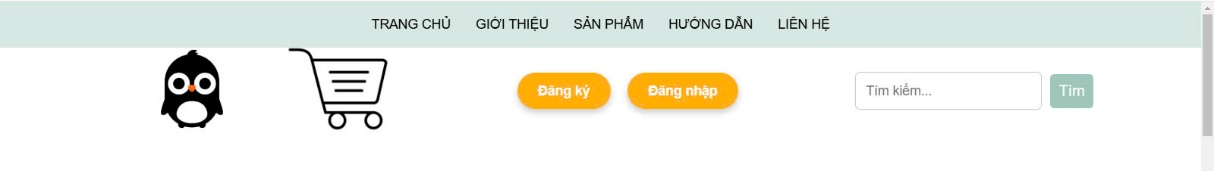 TRANG CHỦ GIỚI THIỆU SẢN PHẨM HƯỚNG DẪN LIÊN HỆ
Đăng ký Đăng nhập Tìm kiếm... Tìm